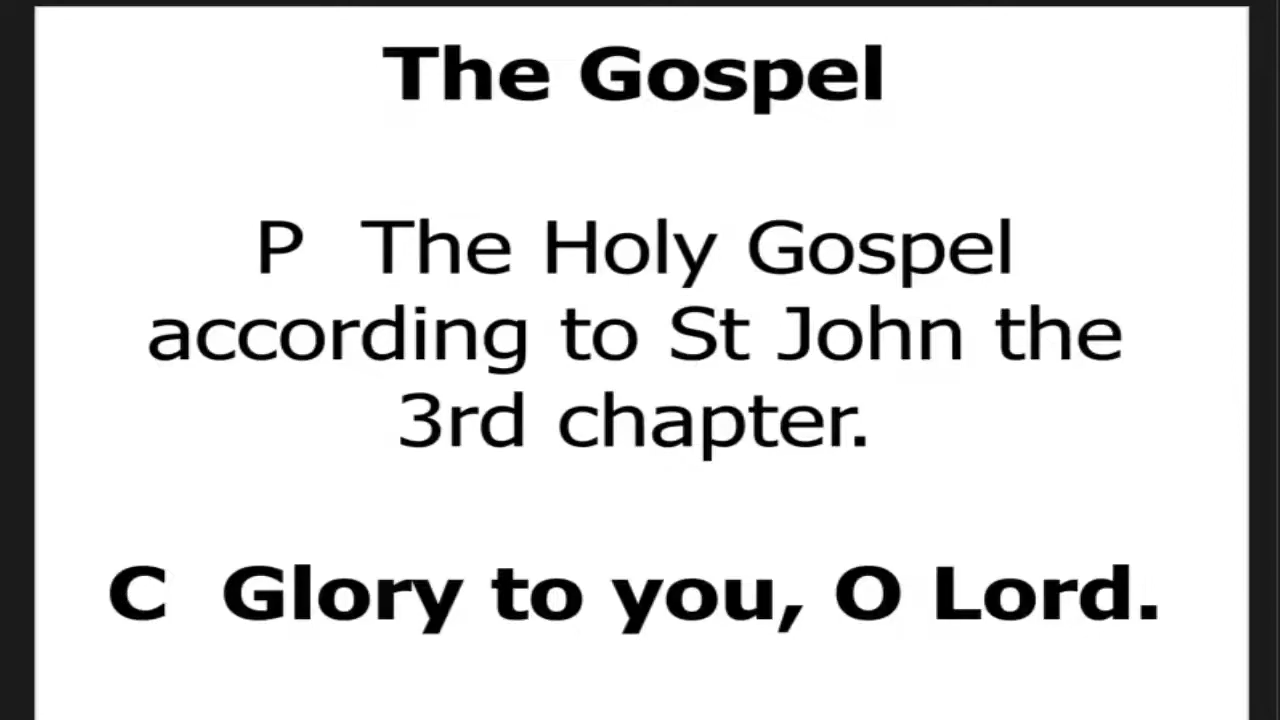 The Gospel
P The Holy Gospel
according to St John the
3rd chapter.
C Glory to you, O Lord.